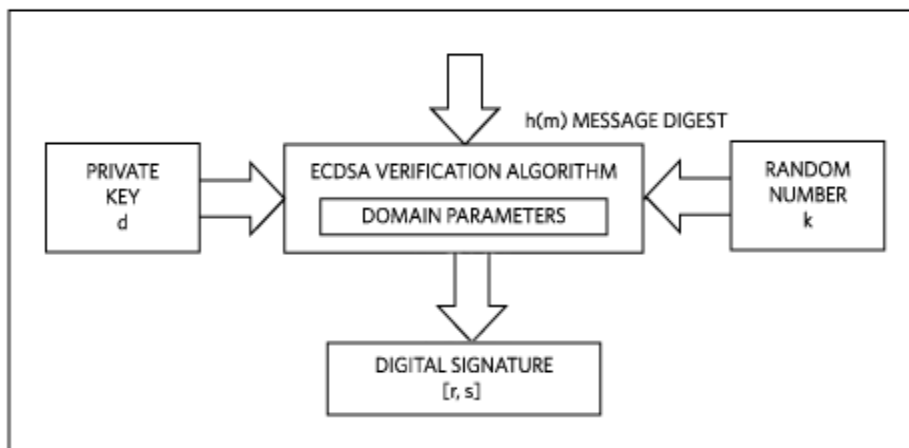 h(m) MESSAGE DIGEST
PRIVATE
KEY
d
ECDSA VERIFICATION ALGORITHM
DOMAIN PARAMETERS
RANDOM
NUMBER
k
DIGITAL SIGNATURE
[r, s]